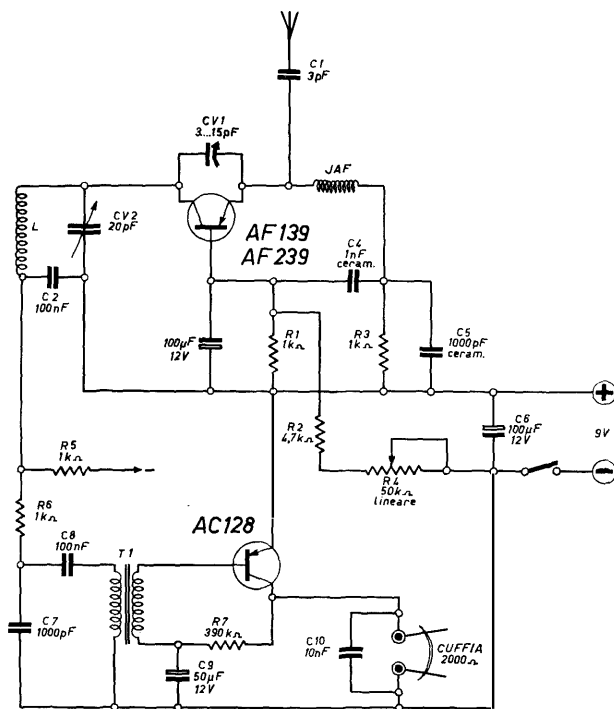 C1
3pF
CV1
3...15pF
JAF
L
CV2
20pF
AF139
AF239
C4
1nF
ceram.
C2
100nF
100µF
12V
R1
1kΩ
R3
1kΩ
C5
1000pF
ceram.
+
R2
4,7kΩ
C6
100µF
12V
9V
R5
1kΩ
-
R4
50kΩ
lineare
-
R6
1kΩ
AC128
C8
100nF
T1
C7
1000pF
R7
390kΩ
C9
50µF
12V
C10
10nF
CUFFIA
2000Ω